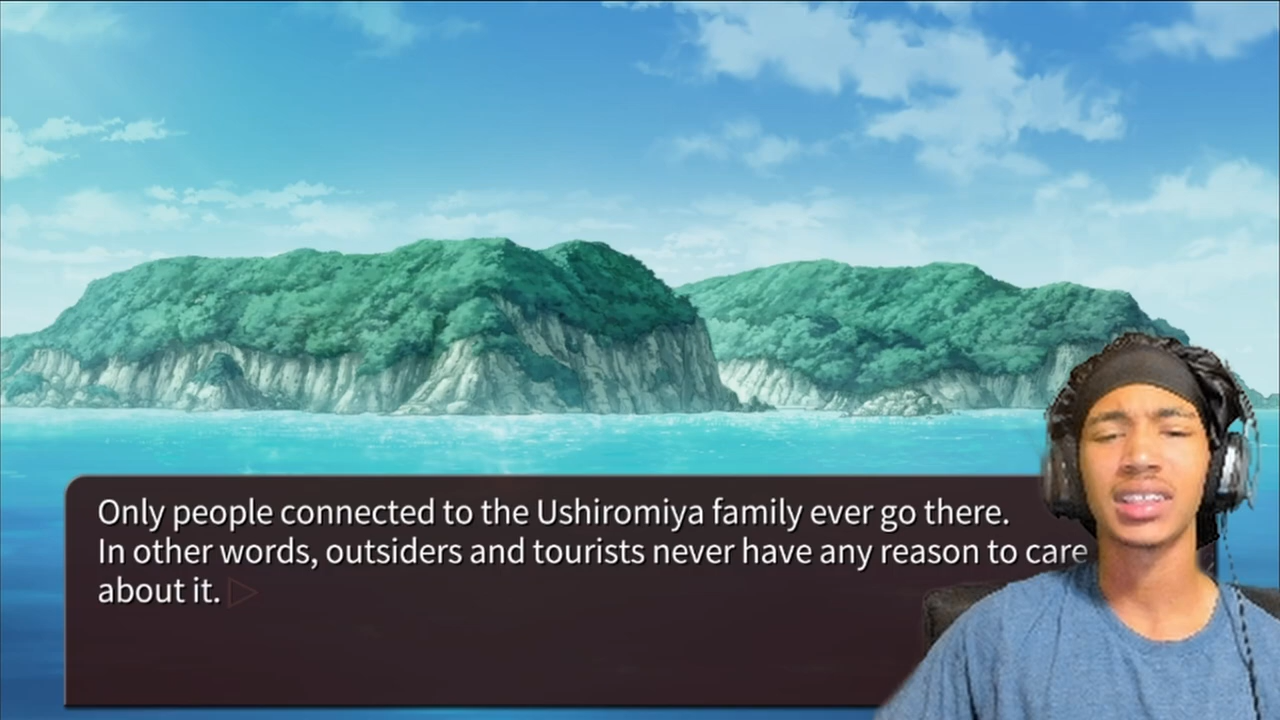 Only people connected to the Ushiromiya family ever go there.
In other words, outsiders and tourists never have any reason to care
about it.